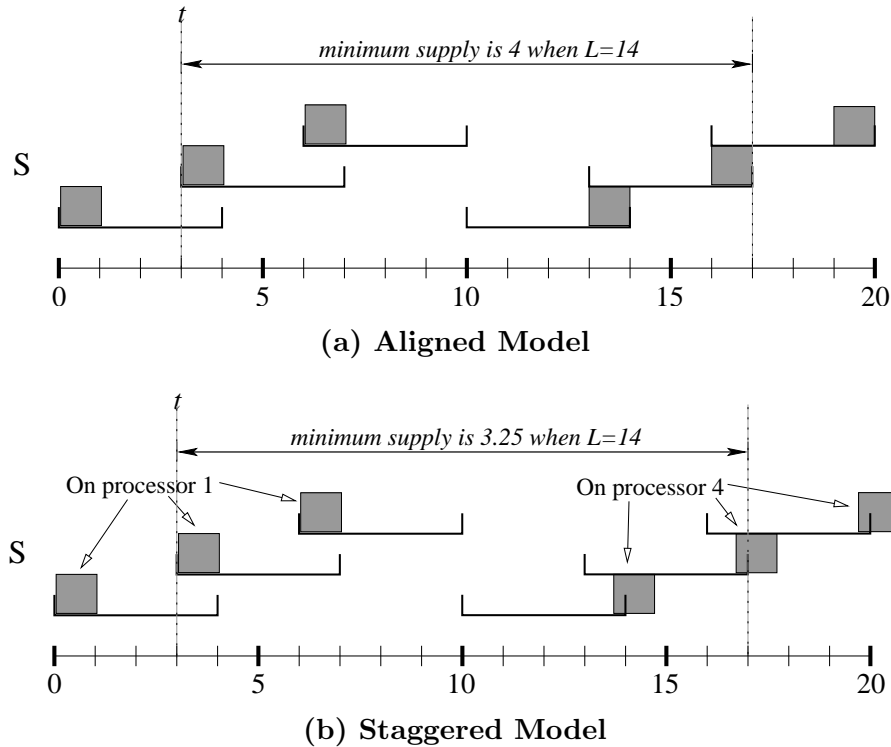 t
minimum supply is 4 when L=14
S
0 5 10 15 20
(a) Aligned Model
t
minimum supply is 3.25 when L=14
On processor 1 On processor 4
S
0 5 10 15 20
(b) Staggered Model